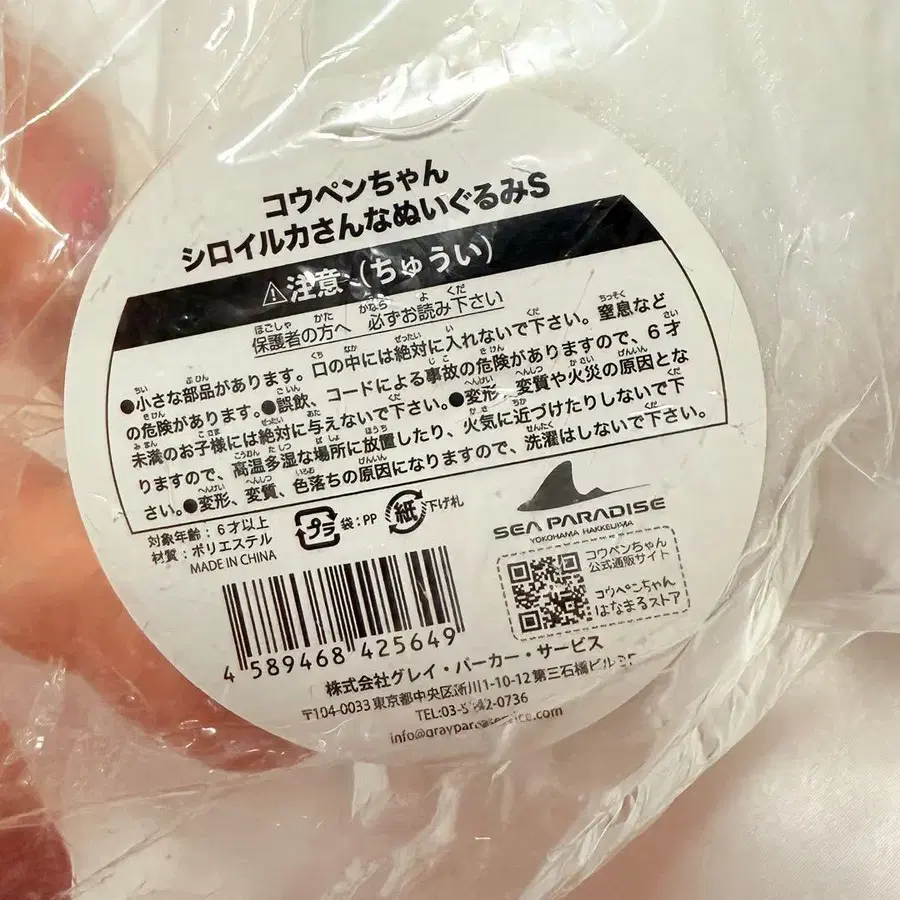 コウペンちゃん
シロイルカさんなぬいぐるみS
⚠注意(ちゅうい)
保護者の方へ 必ずお読み下さい
●小さな部品があります。口の中には絶対に入れないで下さい。窒息など
の危険があります。●誤飲、コードによる事故の危険がありますので、6才
未満のお子様には絶対に与えないで下さい。●変形、変質や火災の原因とな
りますので、高温多湿な場所に放置したり、火気に近づけたりしないで下
さい。●変形、変質、色落ちの原因になりますので、洗濯はしないで下さい。
対象年齢:6才以上
材質:ポリエステル
MADE IN CHINA
プラ 袋:PP 紙 下げ札
SEA PARADISE
YOKOHAMA HAKKEIJIMA
コウペンちゃん
公式通販サイト
コウペンちゃん
はなまるストア
4 589468 425649
株式会社グレイ・パーカー・サービス
〒104-0033 東京都中央区新川1-10-12 第三石橋ビル
TEL:03- -0736